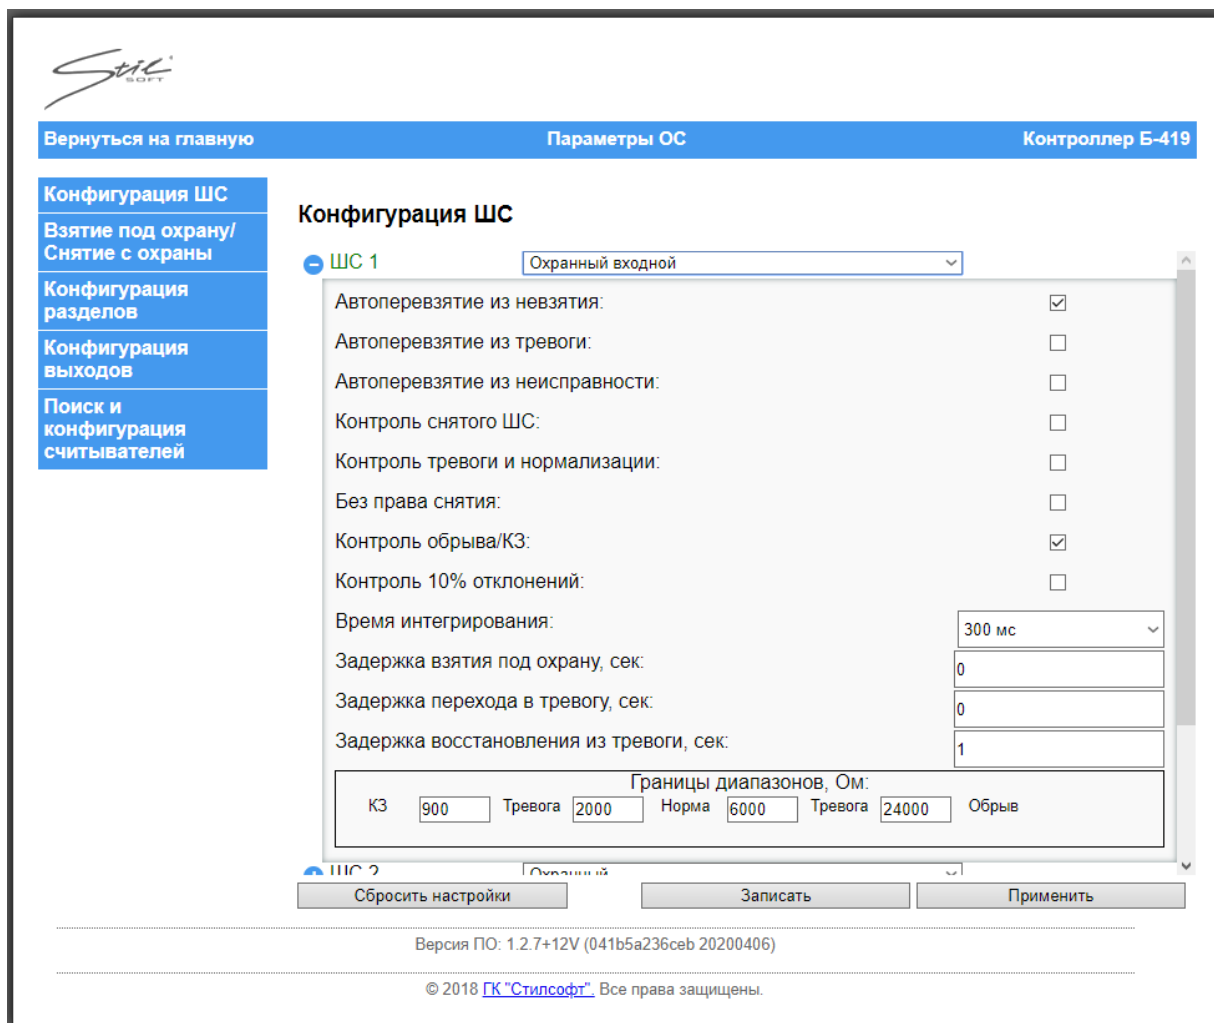 Stil
SOFT
Вернуться на главную Параметры ОС Контроллер Б-419
Конфигурация ШС
Взятие под охрану/
Снятие с охраны
Конфигурация
разделов
Конфигурация
выходов
Поиск и
конфигурация
считывателей
Конфигурация ШС
ШС 1 Охранный входной
Автоперевзятие из невзятия:
Автоперевзятие из тревоги:
Автоперевзятие из неисправности:
Контроль снятого ШС:
Контроль тревоги и нормализации:
Без права снятия:
Контроль обрыва/КЗ:
Контроль 10% отклонений:
Время интегрирования: 300 мс
Задержка взятия под охрану, сек: 0
Задержка перехода в тревогу, сек: 0
Задержка восстановления из тревоги, сек: 1
Границы диапазонов, Ом:
КЗ 900 Тревога 2000 Норма 6000 Тревога 24000 Обрыв
ШС 2 Охранный
Сбросить настройки Записать Применить
Версия ПО: 1.2.7+12V (041b5a236ceb 20200406)
© 2018 ГК "Стилсофт". Все права защищены.